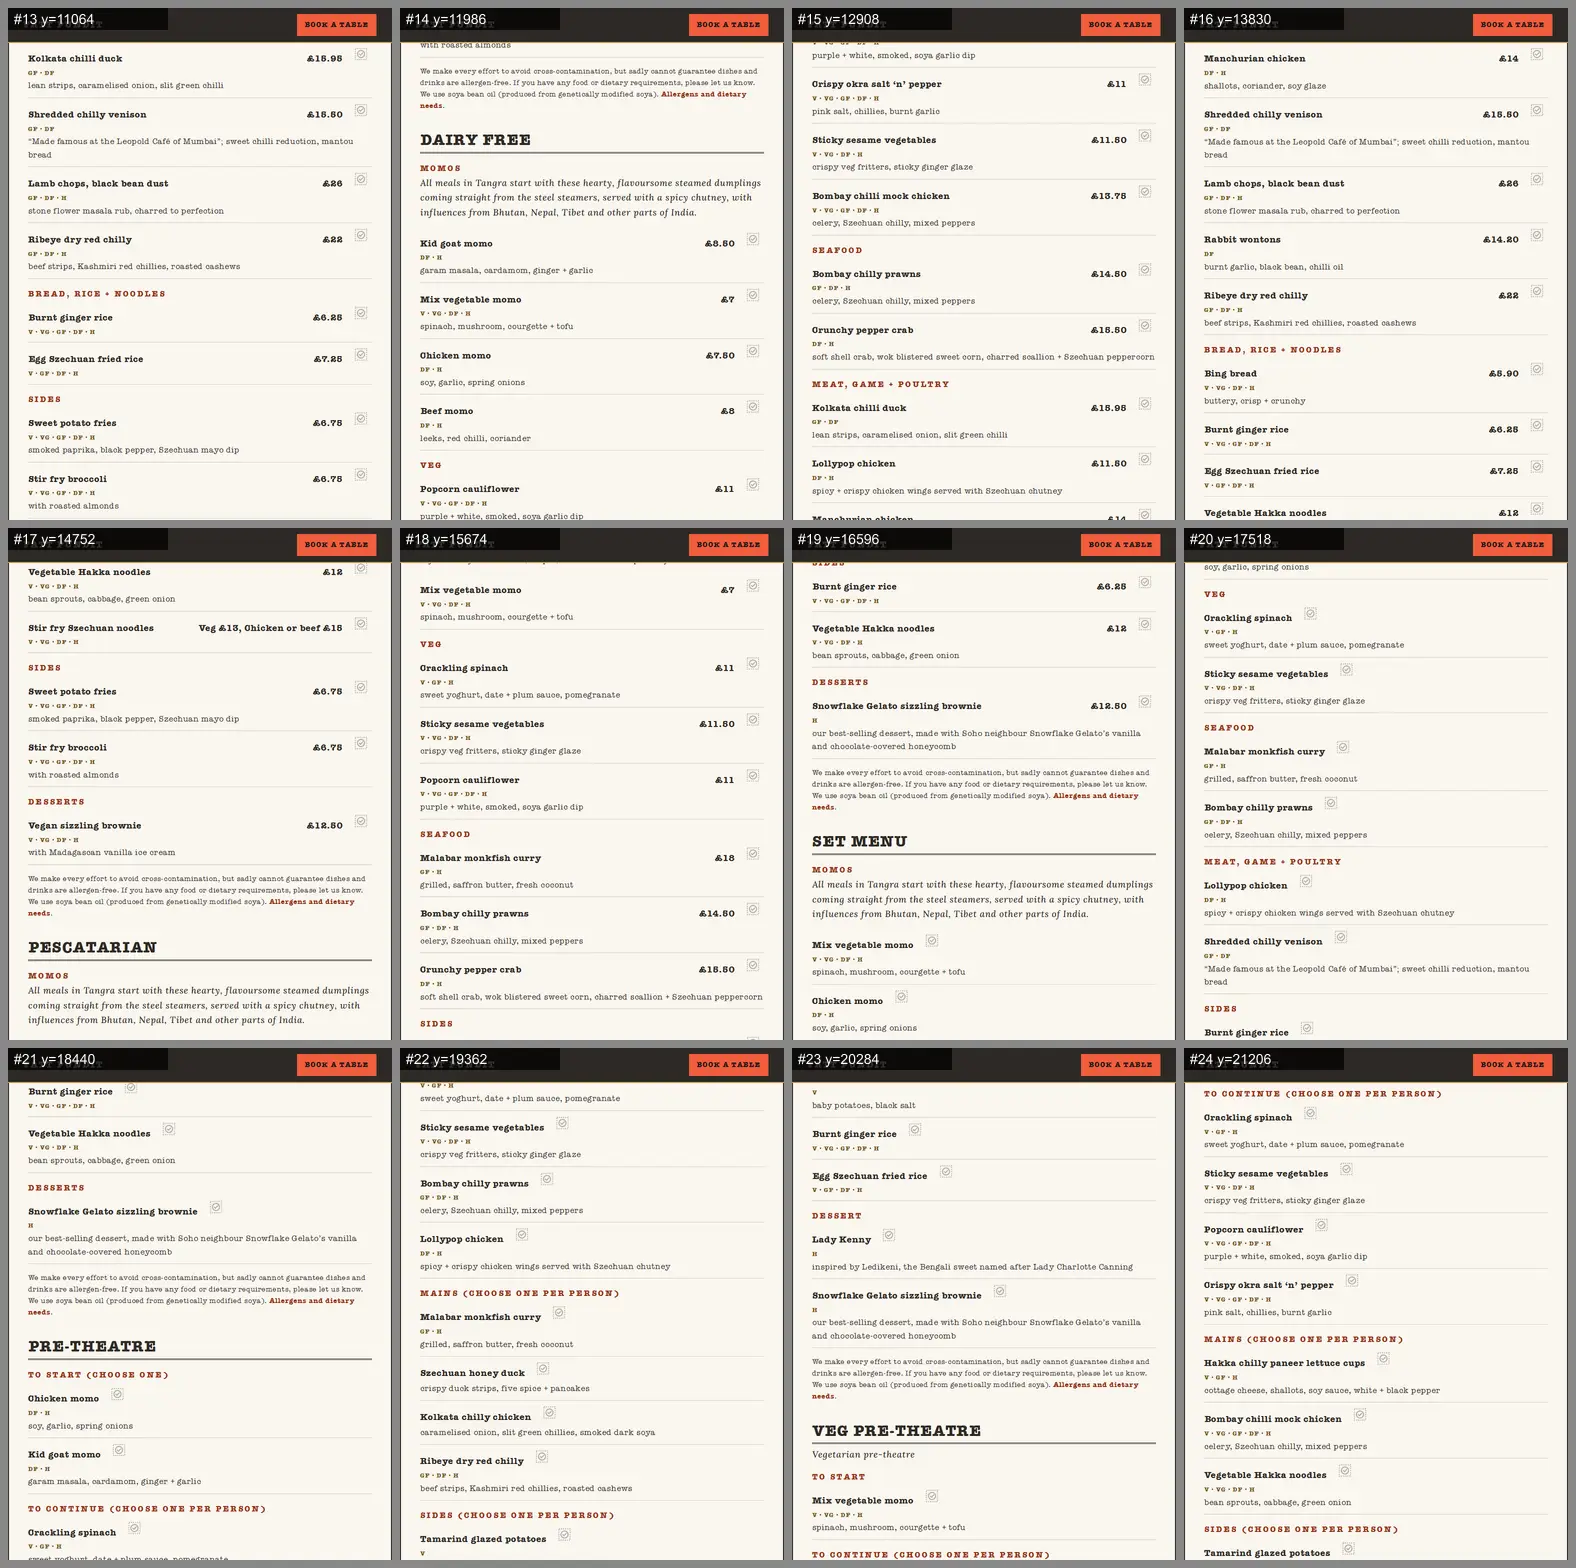 #13 y=11064
BOOK A TABLE
Kolkata chilli duck £15.95
GF · DF
lean strips, caramelised onion, slit green chilli
Shredded chilly venison £15.50
GF · DF
"Made famous at the Leopold Café of Mumbai"; sweet chilli reduction, mantou
bread
Lamb chops, black bean dust £26
GF · DF · H
stone flower masala rub, charred to perfection
Ribeye dry red chilly £22
GF · DF · H
beef strips, Kashmiri red chillies, roasted cashews
BREAD, RICE + NOODLES
Burnt ginger rice £6.25
V · VG · GF · DF · H
Egg Szechuan fried rice £7.25
V · GF · DF · H
SIDES
Sweet potato fries £6.75
V · VG · GF · DF · H
smoked paprika, black pepper, Szechuan mayo dip
Stir fry broccoli £6.75
V · VG · GF · DF · H
with roasted almonds
#14 y=11986
BOOK A TABLE
with roasted almonds
We make every effort to avoid cross-contamination, but sadly cannot guarantee dishes and
drinks are allergen-free. If you have any food or dietary requirements, please let us know.
We use soya bean oil (produced from genetically modified soya). Allergens and dietary
needs.
DAIRY FREE
MOMOS
All meals in Tangra start with these hearty, flavoursome steamed dumplings
coming straight from the steel steamers, served with a spicy chutney, with
influences from Bhutan, Nepal, Tibet and other parts of India.
Kid goat momo £8.50
DF · H
garam masala, cardamom, ginger + garlic
Mix vegetable momo £7
V · VG · DF · H
spinach, mushroom, courgette + tofu
Chicken momo £7.50
DF · H
soy, garlic, spring onions
Beef momo £8
DF · H
leeks, red chilli, coriander
VEG
Popcorn cauliflower £11
V · VG · GF · DF · H
purple + white, smoked, soya garlic dip
#15 y=12908
BOOK A TABLE
V · VG · GF · DF · H
purple + white, smoked, soya garlic dip
Crispy okra salt ‘n’ pepper £11
V · VG · GF · DF · H
pink salt, chillies, burnt garlic
Sticky sesame vegetables £11.50
V · VG · DF · H
crispy veg fritters, sticky ginger glaze
Bombay chilli mock chicken £13.75
V · VG · GF · DF · H
celery, Szechuan chilly, mixed peppers
SEAFOOD
Bombay chilly prawns £14.50
GF · DF · H
celery, Szechuan chilly, mixed peppers
Crunchy pepper crab £15.50
DF · H
soft shell crab, wok blistered sweet corn, charred scallion + Szechuan peppercorn
MEAT, GAME + POULTRY
Kolkata chilli duck £15.95
GF · DF
lean strips, caramelised onion, slit green chilli
Lollypop chicken £11.50
DF · H
spicy + crispy chicken wings served with Szechuan chutney
Manchurian chicken £14
#16 y=13830
BOOK A TABLE
Manchurian chicken £14
DF · H
shallots, coriander, soy glaze
Shredded chilly venison £15.50
GF · DF
"Made famous at the Leopold Café of Mumbai"; sweet chilli reduction, mantou
bread
Lamb chops, black bean dust £26
GF · DF · H
stone flower masala rub, charred to perfection
Rabbit wontons £14.20
DF
burnt garlic, black bean, chilli oil
Ribeye dry red chilly £22
GF · DF · H
beef strips, Kashmiri red chillies, roasted cashews
BREAD, RICE + NOODLES
Bing bread £5.90
V · VG · DF · H
buttery, crisp + crunchy
Burnt ginger rice £6.25
V · VG · GF · DF · H
Egg Szechuan fried rice £7.25
V · GF · DF · H
Vegetable Hakka noodles £12
#17 y=14752
BOOK A TABLE
Vegetable Hakka noodles £12
V · VG · DF · H
bean sprouts, cabbage, green onion
Stir fry Szechuan noodles Veg £13, Chicken or beef £15
V · VG · DF · H
SIDES
Sweet potato fries £6.75
V · VG · GF · DF · H
smoked paprika, black pepper, Szechuan mayo dip
Stir fry broccoli £6.75
V · VG · GF · DF · H
with roasted almonds
DESSERTS
Vegan sizzling brownie £12.50
V · VG · DF · H
with Madagascan vanilla ice cream
We make every effort to avoid cross-contamination, but sadly cannot guarantee dishes and
drinks are allergen-free. If you have any food or dietary requirements, please let us know.
We use soya bean oil (produced from genetically modified soya). Allergens and dietary
needs.
PESCATARIAN
MOMOS
All meals in Tangra start with these hearty, flavoursome steamed dumplings
coming straight from the steel steamers, served with a spicy chutney, with
influences from Bhutan, Nepal, Tibet and other parts of India.
#18 y=15674
BOOK A TABLE
Mix vegetable momo £7
V · VG · DF · H
spinach, mushroom, courgette + tofu
VEG
Crackling spinach £11
V · GF · H
sweet yoghurt, date + plum sauce, pomegranate
Sticky sesame vegetables £11.50
V · VG · DF · H
crispy veg fritters, sticky ginger glaze
Popcorn cauliflower £11
V · VG · GF · DF · H
purple + white, smoked, soya garlic dip
SEAFOOD
Malabar monkfish curry £18
GF · H
grilled, saffron butter, fresh coconut
Bombay chilly prawns £14.50
GF · DF · H
celery, Szechuan chilly, mixed peppers
Crunchy pepper crab £15.50
DF · H
soft shell crab, wok blistered sweet corn, charred scallion + Szechuan peppercorn
SIDES
#19 y=16596
BOOK A TABLE
SIDES
Burnt ginger rice £6.25
V · VG · GF · DF · H
Vegetable Hakka noodles £12
V · VG · DF · H
bean sprouts, cabbage, green onion
DESSERTS
Snowflake Gelato sizzling brownie £12.50
H
our best-selling dessert, made with Soho neighbour Snowflake Gelato's vanilla
and chocolate-covered honeycomb
We make every effort to avoid cross-contamination, but sadly cannot guarantee dishes and
drinks are allergen-free. If you have any food or dietary requirements, please let us know.
We use soya bean oil (produced from genetically modified soya). Allergens and dietary
needs.
SET MENU
MOMOS
All meals in Tangra start with these hearty, flavoursome steamed dumplings
coming straight from the steel steamers, served with a spicy chutney, with
influences from Bhutan, Nepal, Tibet and other parts of India.
Mix vegetable momo
V · VG · DF · H
spinach, mushroom, courgette + tofu
Chicken momo
DF · H
soy, garlic, spring onions
#20 y=17518
BOOK A TABLE
soy, garlic, spring onions
VEG
Crackling spinach
V · GF · H
sweet yoghurt, date + plum sauce, pomegranate
Sticky sesame vegetables
V · VG · DF · H
crispy veg fritters, sticky ginger glaze
SEAFOOD
Malabar monkfish curry
GF · H
grilled, saffron butter, fresh coconut
Bombay chilly prawns
GF · DF · H
celery, Szechuan chilly, mixed peppers
MEAT, GAME + POULTRY
Lollypop chicken
DF · H
spicy + crispy chicken wings served with Szechuan chutney
Shredded chilly venison
GF · DF
"Made famous at the Leopold Café of Mumbai"; sweet chilli reduction, mantou
bread
SIDES
Burnt ginger rice
#21 y=18440
BOOK A TABLE
Burnt ginger rice
V · VG · GF · DF · H
Vegetable Hakka noodles
V · VG · DF · H
bean sprouts, cabbage, green onion
DESSERTS
Snowflake Gelato sizzling brownie
H
our best-selling dessert, made with Soho neighbour Snowflake Gelato's vanilla
and chocolate-covered honeycomb
We make every effort to avoid cross-contamination, but sadly cannot guarantee dishes and
drinks are allergen-free. If you have any food or dietary requirements, please let us know.
We use soya bean oil (produced from genetically modified soya). Allergens and dietary
needs.
PRE-THEATRE
TO START (CHOOSE ONE)
Chicken momo
DF · H
soy, garlic, spring onions
Kid goat momo
DF · H
garam masala, cardamom, ginger + garlic
TO CONTINUE (CHOOSE ONE PER PERSON)
Crackling spinach
V · GF · H
sweet yoghurt, date + plum sauce, pomegranate
#22 y=19362
BOOK A TABLE
V · GF · H
sweet yoghurt, date + plum sauce, pomegranate
Sticky sesame vegetables
V · VG · DF · H
crispy veg fritters, sticky ginger glaze
Bombay chilly prawns
GF · DF · H
celery, Szechuan chilly, mixed peppers
Lollypop chicken
DF · H
spicy + crispy chicken wings served with Szechuan chutney
MAINS (CHOOSE ONE PER PERSON)
Malabar monkfish curry
GF · H
grilled, saffron butter, fresh coconut
Szechuan honey duck
crispy duck strips, five spice + pancakes
Kolkata chilly chicken
caramelised onion, slit green chillies, smoked dark soya
Ribeye dry red chilly
GF · DF · H
beef strips, Kashmiri red chillies, roasted cashews
SIDES (CHOOSE ONE PER PERSON)
Tamarind glazed potatoes
V
#23 y=20284
BOOK A TABLE
V
baby potatoes, black salt
Burnt ginger rice
V · VG · GF · DF · H
Egg Szechuan fried rice
V · GF · DF · H
DESSERT
Lady Kenny
H
inspired by Ledikeni, the Bengali sweet named after Lady Charlotte Canning
Snowflake Gelato sizzling brownie
H
our best-selling dessert, made with Soho neighbour Snowflake Gelato's vanilla
and chocolate-covered honeycomb
We make every effort to avoid cross-contamination, but sadly cannot guarantee dishes and
drinks are allergen-free. If you have any food or dietary requirements, please let us know.
We use soya bean oil (produced from genetically modified soya). Allergens and dietary
needs.
VEG PRE-THEATRE
Vegetarian pre-theatre
TO START
Mix vegetable momo
V · VG · DF · H
spinach, mushroom, courgette + tofu
TO CONTINUE (CHOOSE ONE PER PERSON)
#24 y=21206
BOOK A TABLE
TO CONTINUE (CHOOSE ONE PER PERSON)
Crackling spinach
V · GF · H
sweet yoghurt, date + plum sauce, pomegranate
Sticky sesame vegetables
V · VG · DF · H
crispy veg fritters, sticky ginger glaze
Popcorn cauliflower
V · VG · GF · DF · H
purple + white, smoked, soya garlic dip
Crispy okra salt ‘n’ pepper
V · VG · GF · DF · H
pink salt, chillies, burnt garlic
MAINS (CHOOSE ONE PER PERSON)
Hakka chilly paneer lettuce cups
V · GF · H
cottage cheese, shallots, soy sauce, white + black pepper
Bombay chilli mock chicken
V · VG · GF · DF · H
celery, Szechuan chilly, mixed peppers
Vegetable Hakka noodles
V · VG · DF · H
bean sprouts, cabbage, green onion
SIDES (CHOOSE ONE PER PERSON)
Tamarind glazed potatoes